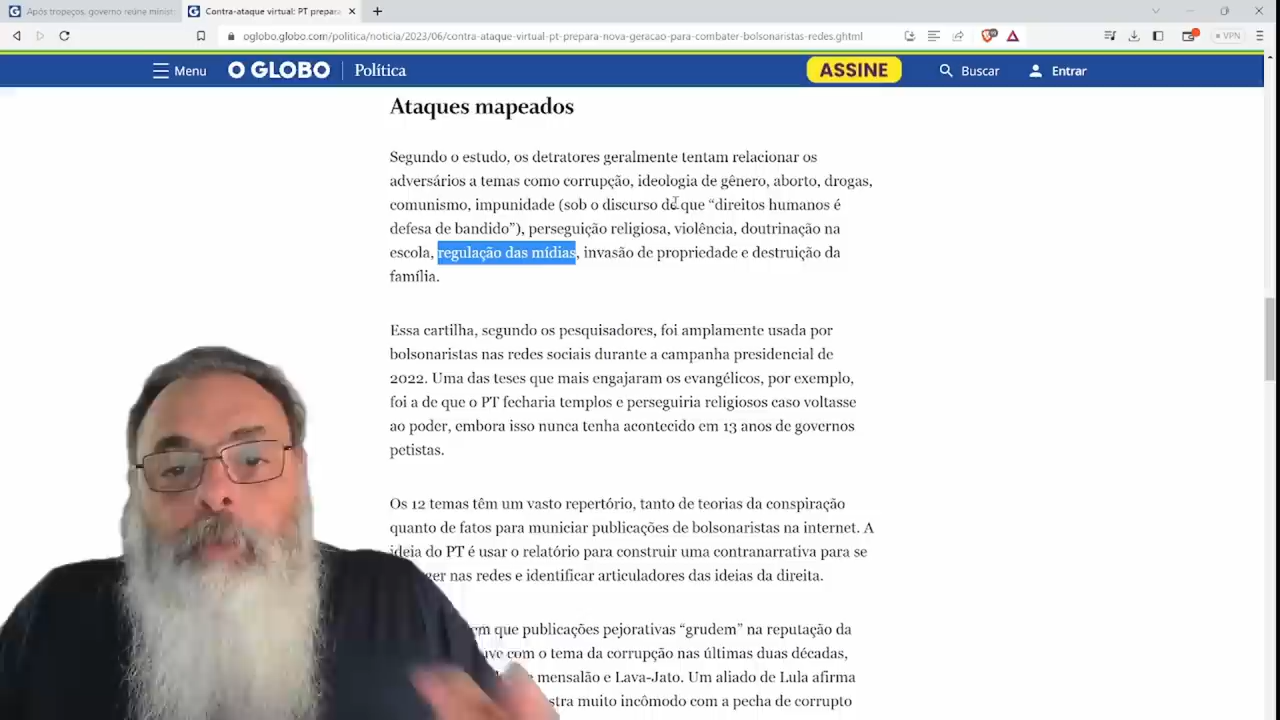 Após tropeços, governo reúne minist
Contra-ataque virtual: PT prepara
oglobo.globo.com/politica/noticia/2023/06/contra-ataque-virtual-pt-prepara-nova-geracao-para-combater-bolsonaristas-redes.ghtml
VPN
Menu O GLOBO Política ASSINE Buscar Entrar
Ataques mapeados
Segundo o estudo, os detratores geralmente tentam relacionar os
adversários a temas como corrupção, ideologia de gênero, aborto, drogas,
comunismo, impunidade (sob o discurso de que “direitos humanos é
defesa de bandido”), perseguição religiosa, violência, doutrinação na
escola, regulação das mídias, invasão de propriedade e destruição da
família.
Essa cartilha, segundo os pesquisadores, foi amplamente usada por
bolsonaristas nas redes sociais durante a campanha presidencial de
2022. Uma das teses que mais engajaram os evangélicos, por exemplo,
foi a de que o PT fecharia templos e perseguiria religiosos caso voltasse
ao poder, embora isso nunca tenha acontecido em 13 anos de governos
petistas.
Os 12 temas têm um vasto repertório, tanto de teorias da conspiração
quanto de fatos para municiar publicações de bolsonaristas na internet. A
ideia do PT é usar o relatório para construir uma contranarrativa para se
nas redes e identificar articuladores das ideias da direita.
que publicações pejorativas “grudem” na reputação da
com o tema da corrupção nas últimas duas décadas,
mensalão e Lava-Jato. Um aliado de Lula afirma
muito incômodo com a pecha de corrupto